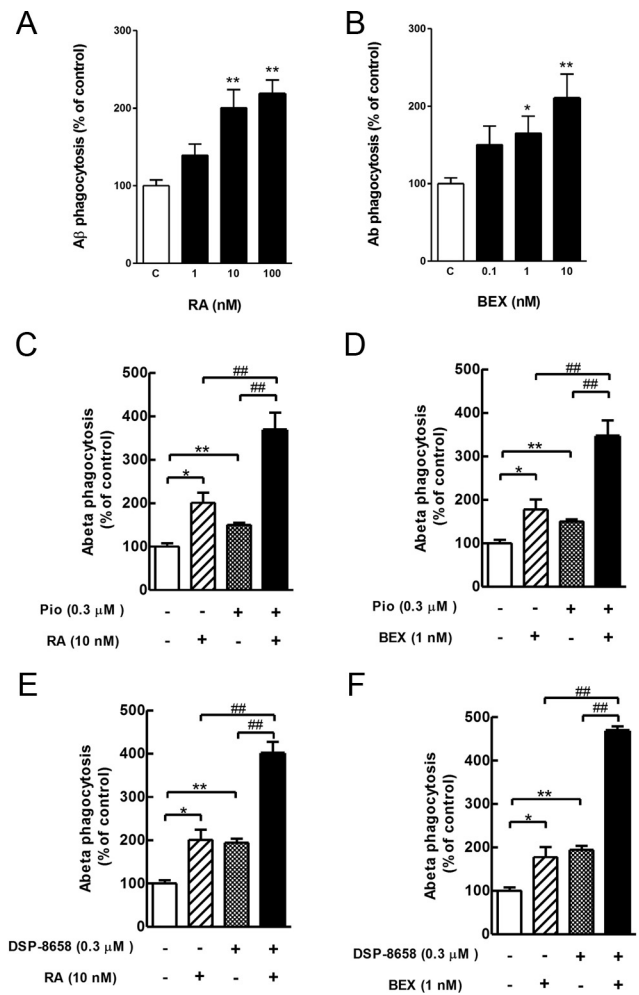 A
B
300
200
100
0
Aβ phagocytosis (% of control)
**
**
C 1 10 100
RA (nM)
300
200
150
100
0
Ab phagocytosis (% of control)
*
**
C 0.1 1 10
BEX (nM)
C
D
500
400
300
200
100
0
Abeta phagocytosis
(% of control)
##
##
**
*
Pio (0.3 μM ) - - + +
RA (10 nM) - + - +
500
400
300
200
100
0
Abeta phagocytosis
(% of control)
##
##
**
*
Pio (0.3 μM ) - - + +
BEX (1 nM) - + - +
E
F
500
400
300
200
100
0
Abeta phagocytosis
(% of control)
##
##
**
*
DSP-8658 (0.3 μM ) - - + +
RA (10 nM) - + - +
500
400
300
200
100
0
Abeta phagocytosis
(% of control)
##
##
**
*
DSP-8658 (0.3 μM ) - - + +
BEX (1 nM) - + - +